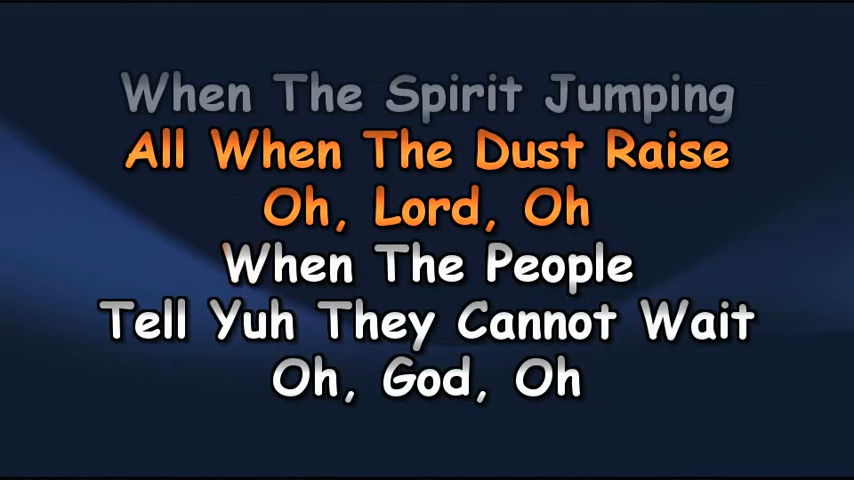 When The Spirit Jumping
All When The Dust Raise
Oh, Lord, Oh
When The People
Tell Yuh They Cannot Wait
Oh, God, Oh